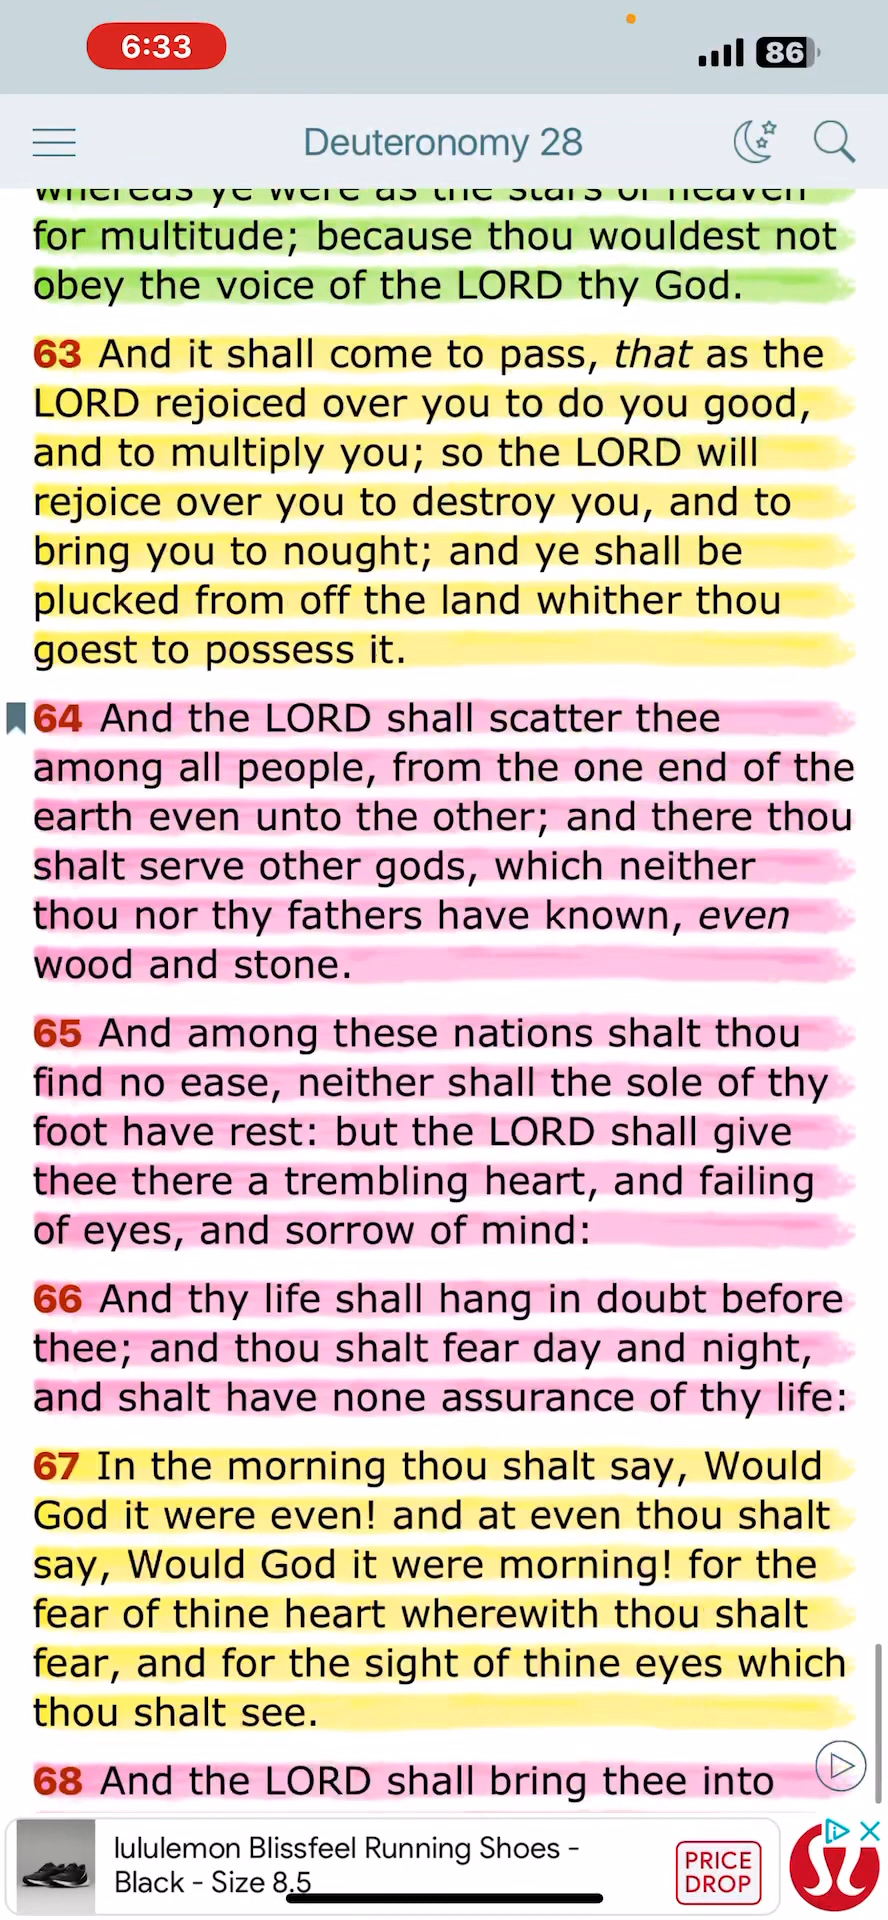 6:33
86
Deuteronomy 28
whereas ye were as the stars of heaven
for multitude; because thou wouldest not
obey the voice of the LORD thy God.
63 And it shall come to pass, that as the
LORD rejoiced over you to do you good,
and to multiply you; so the LORD will
rejoice over you to destroy you, and to
bring you to nought; and ye shall be
plucked from off the land whither thou
goest to possess it.
64 And the LORD shall scatter thee
among all people, from the one end of the
earth even unto the other; and there thou
shalt serve other gods, which neither
thou nor thy fathers have known, even
wood and stone.
65 And among these nations shalt thou
find no ease, neither shall the sole of thy
foot have rest: but the LORD shall give
thee there a trembling heart, and failing
of eyes, and sorrow of mind:
66 And thy life shall hang in doubt before
thee; and thou shalt fear day and night,
and shalt have none assurance of thy life:
67 In the morning thou shalt say, Would
God it were even! and at even thou shalt
say, Would God it were morning! for the
fear of thine heart wherewith thou shalt
fear, and for the sight of thine eyes which
thou shalt see.
68 And the LORD shall bring thee into
lululemon Blissfeel Running Shoes -
Black - Size 8.5
PRICE
DROP